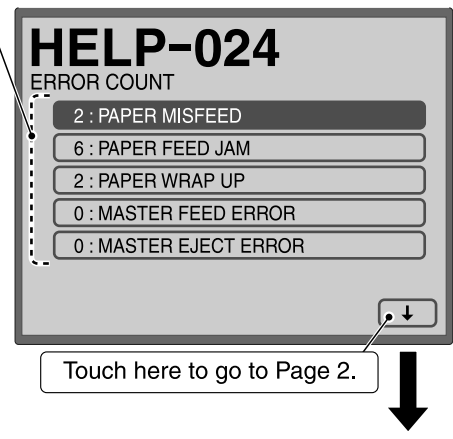 HELP-024
ERROR COUNT
2 : PAPER MISFEED
6 : PAPER FEED JAM
2 : PAPER WRAP UP
0 : MASTER FEED ERROR
0 : MASTER EJECT ERROR
↓
Touch here to go to Page 2.